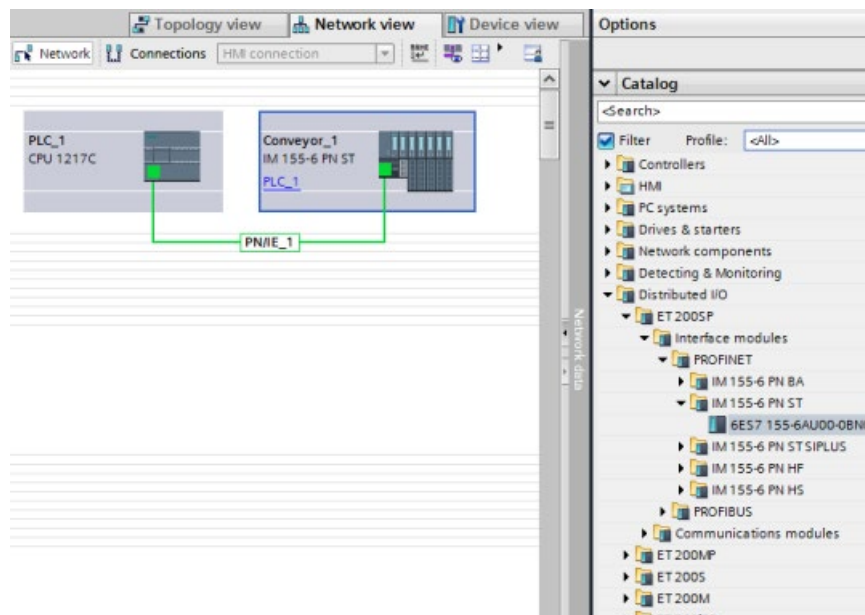 Topology view
Network view
Device view
Options
Network
Connections
HMI connection
Catalog
<Search>
Filter
Profile:
<All>
PLC_1
CPU 1217C
Conveyor_1
IM 155-6 PN ST
PLC_1
PN/IE_1
Network data
Controllers
HMI
PC systems
Drives & starters
Network components
Detecting & Monitoring
Distributed I/O
ET 200SP
Interface modules
PROFINET
IM 155-6 PN BA
IM 155-6 PN ST
6ES7 155-6AU00-0BN
IM 155-6 PN ST SIPLUS
IM 155-6 PN HF
IM 155-6 PN HS
PROFIBUS
Communications modules
ET 200MP
ET 200S
ET 200M